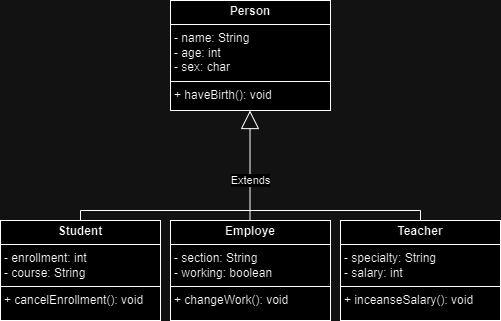 Person
- name: String
- age: int
- sex: char
+ haveBirth(): void
Extends
Student
- enrollment: int
- course: String
+ cancelEnrollment(): void
Employe
- section: String
- working: boolean
+ changeWork(): void
Teacher
- specialty: String
- salary: int
+ inceanseSalary(): void